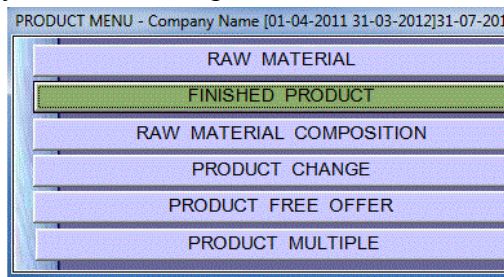 PRODUCT MENU - Company Name [01-04-2011 31-03-2012]31-07-201
RAW MATERIAL
FINISHED PRODUCT
RAW MATERIAL COMPOSITION
PRODUCT CHANGE
PRODUCT FREE OFFER
PRODUCT MULTIPLE